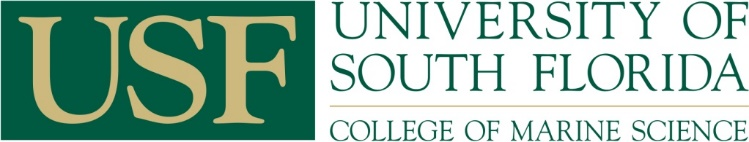 USF
UNIVERSITY OF
SOUTH FLORIDA
COLLEGE OF MARINE SCIENCE